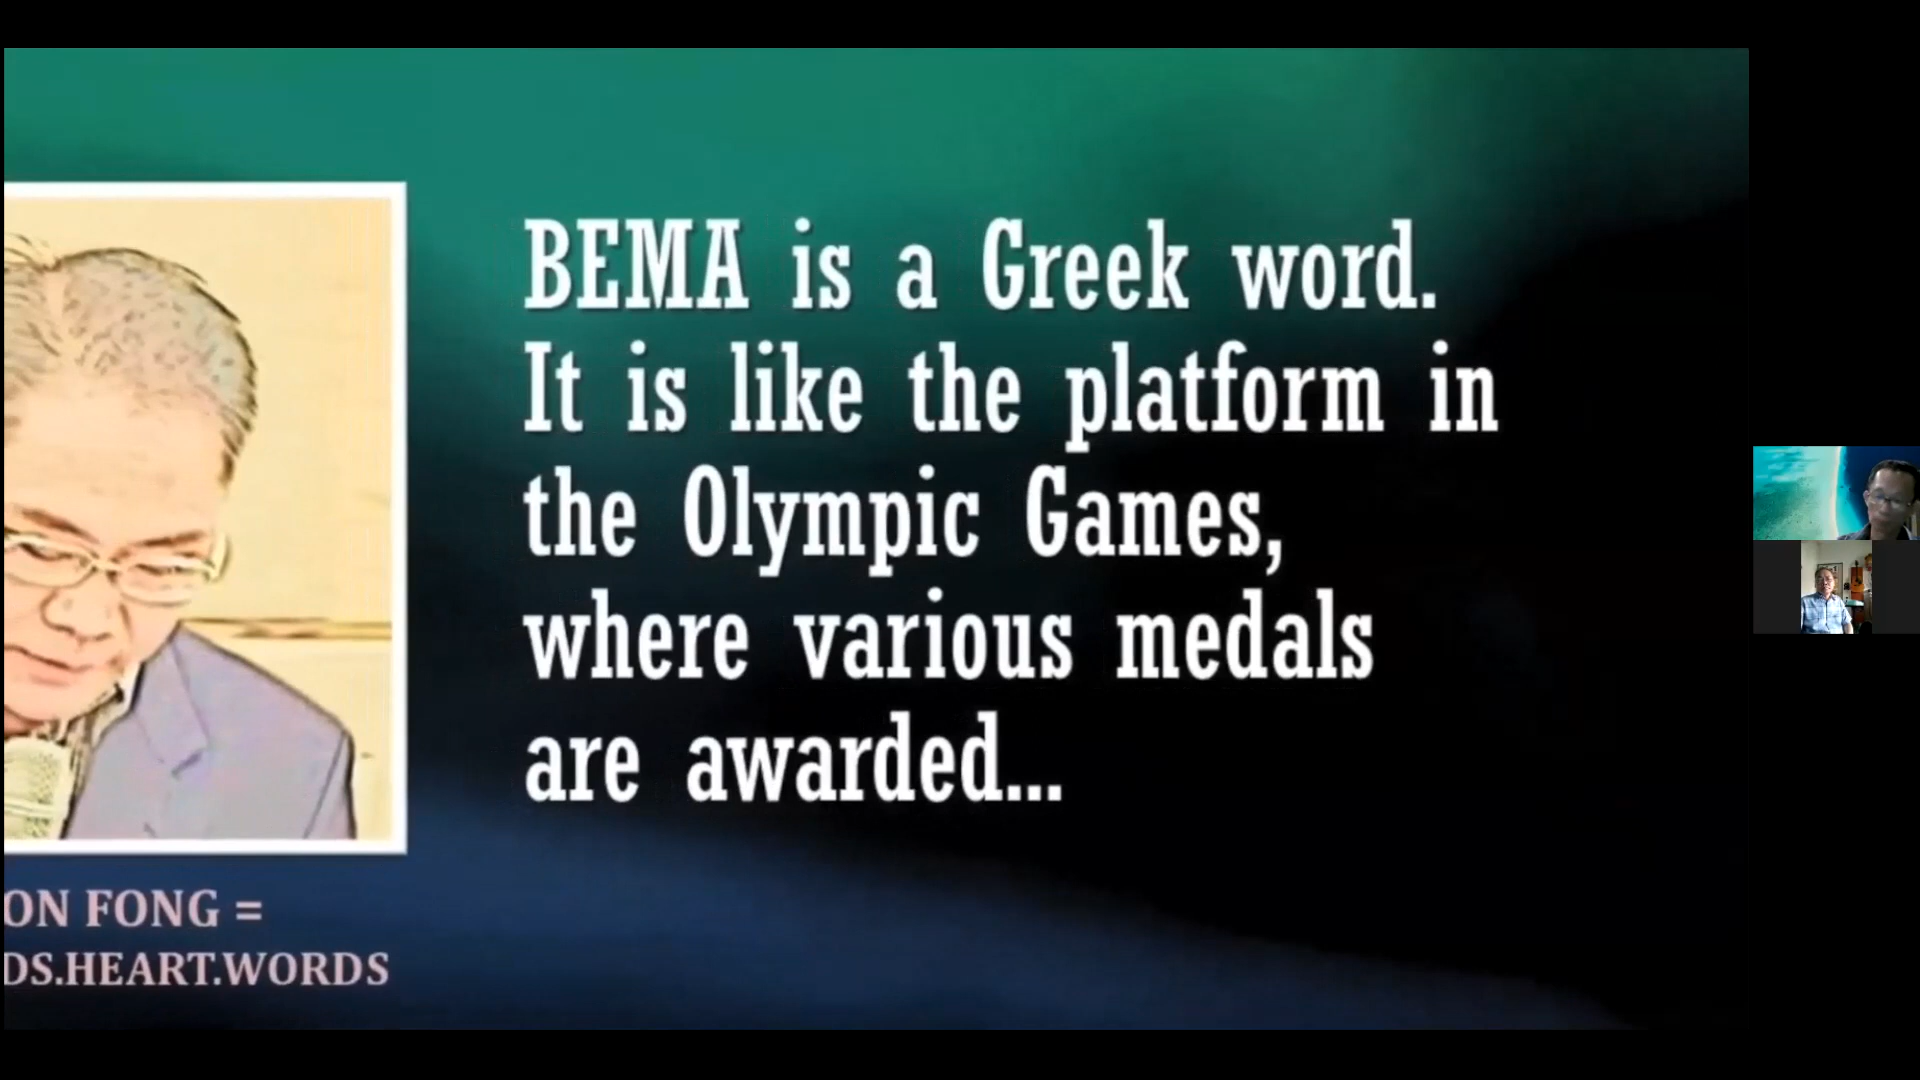 BEMA is a Greek word.
It is like the platform in
the Olympic Games,
where various medals
are awarded...
ON FONG =
DS.HEART.WORDS